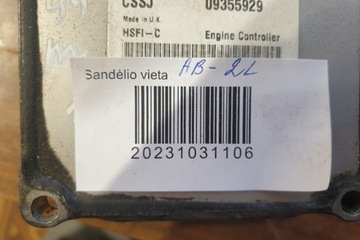 CSSJ 09355929
Made in U.K.
HSFI-C Engine Controller
Sandėlio vieta AB-2L
20231031106